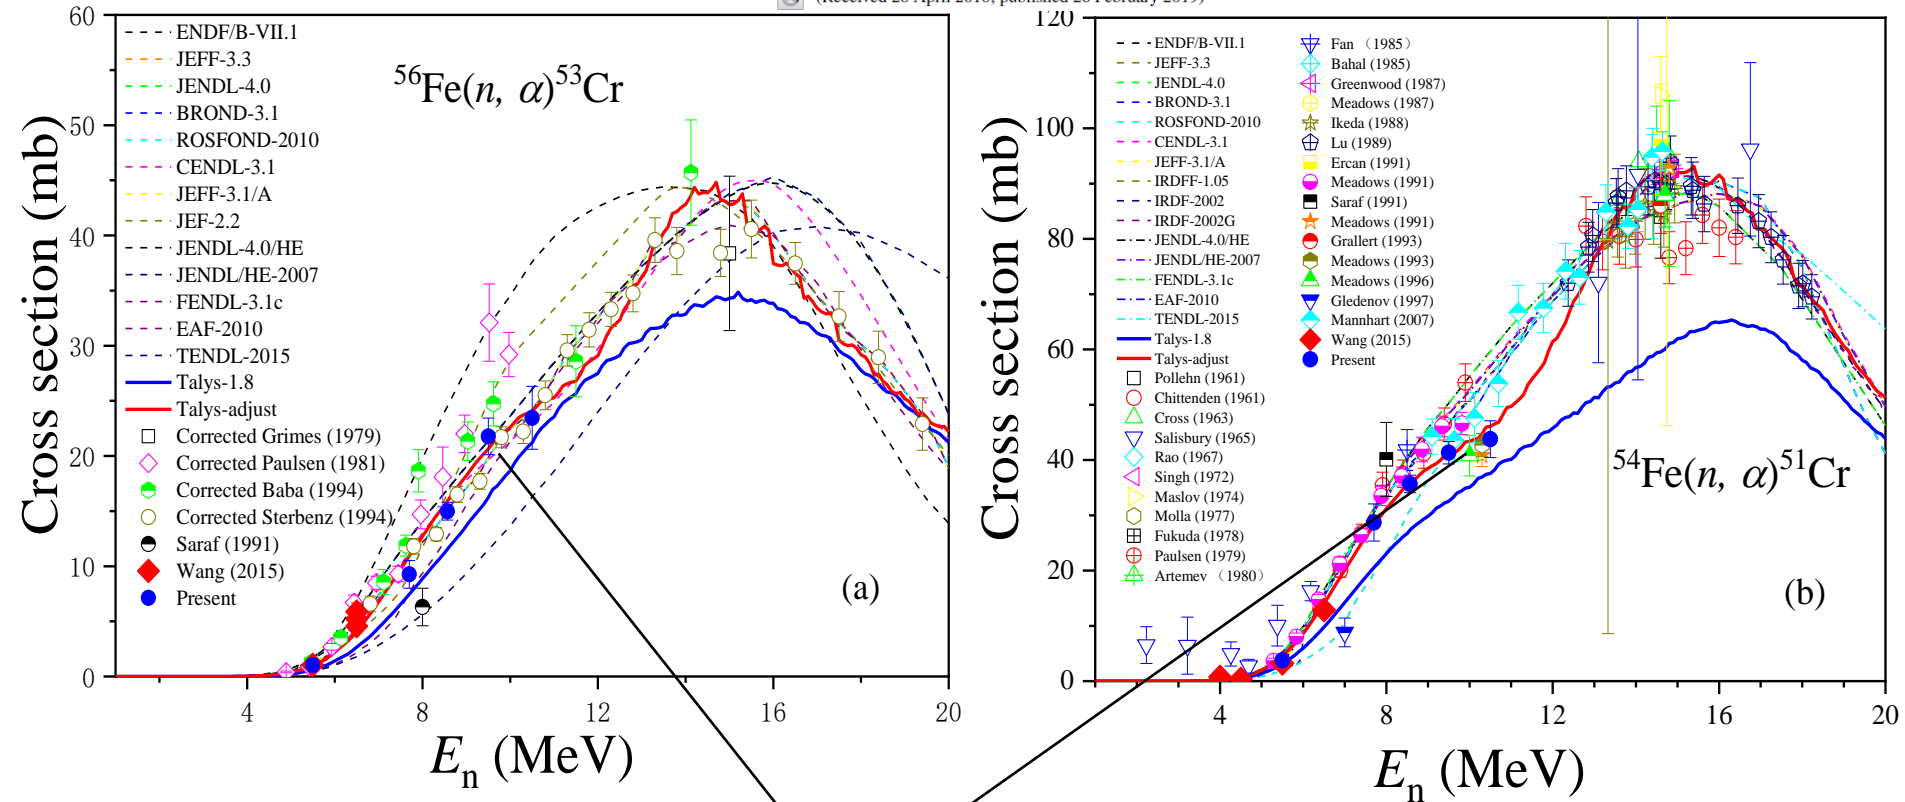 (Received 26 April 2018; published 26 February 2019)
60
50
40
30
20
10
0
Cross section (mb)
ENDF/B-VII.1
JEFF-3.3
JENDL-4.0
BROND-3.1
ROSFOND-2010
CENDL-3.1
JEFF-3.1/A
JEF-2.2
JENDL-4.0/HE
JENDL/HE-2007
FENDL-3.1c
EAF-2010
TENDL-2015
Talys-1.8
Talys-adjust
Corrected Grimes (1979)
Corrected Paulsen (1981)
Corrected Baba (1994)
Corrected Sterbenz (1994)
Saraf (1991)
Wang (2015)
Present
56Fe(n, α)53Cr
(a)
4 8 12 16 20
En (MeV)
120
100
80
60
40
20
0
Cross section (mb)
ENDF/B-VII.1
JEFF-3.3
JENDL-4.0
BROND-3.1
ROSFOND-2010
CENDL-3.1
JEFF-3.1/A
IRDFF-1.05
IRDF-2002
IRDF-2002G
JENDL-4.0/HE
JENDL/HE-2007
FENDL-3.1c
EAF-2010
TENDL-2015
Talys-1.8
Talys-adjust
Pollehn (1961)
Chittenden (1961)
Cross (1963)
Salisbury (1965)
Rao (1967)
Singh (1972)
Maslov (1974)
Molla (1977)
Fukuda (1978)
Paulsen (1979)
Artemev（1980）
Fan（1985）
Bahal (1985)
Greenwood (1987)
Meadows (1987)
Ikeda (1988)
Lu (1989)
Ercan (1991)
Meadows (1991)
Saraf (1991)
Meadows (1991)
Grallert (1993)
Meadows (1993)
Meadows (1996)
Gledenov (1997)
Mannhart (2007)
Wang (2015)
Present
54Fe(n, α)51Cr
(b)
4 8 12 16 20
En (MeV)